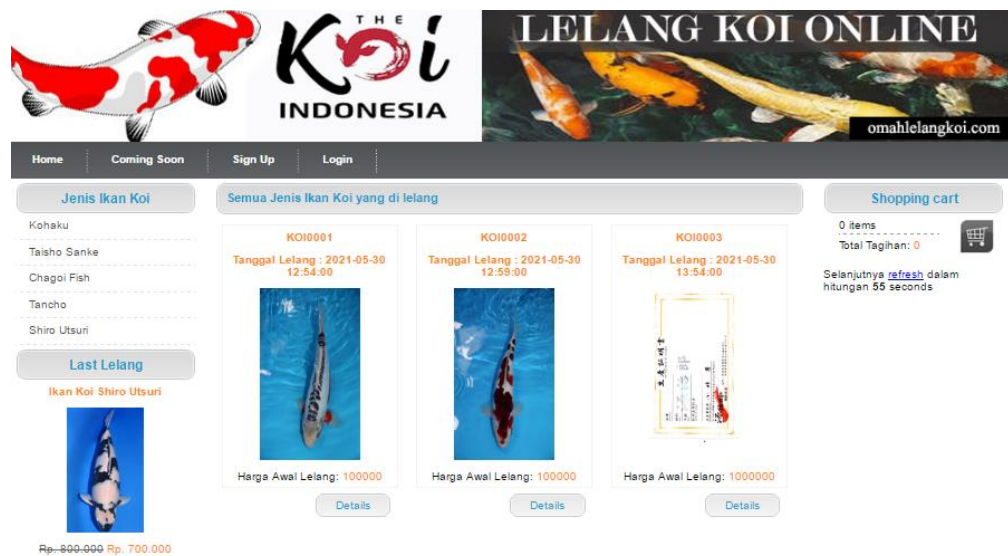 THE
Koi
INDONESIA
LELANG KOI ONLINE
omahlelangkoi.com
Home
Coming Soon
Sign Up
Login
Jenis Ikan Koi
Kohaku
Taisho Sanke
Chagoi Fish
Tancho
Shiro Utsuri
Last Lelang
Ikan Koi Shiro Utsuri
Rp. 800.000 Rp. 700.000
Semua Jenis Ikan Koi yang di lelang
KOI0001
Tanggal Lelang : 2021-05-30
12:54:00
Harga Awal Lelang: 100000
Details
KOI0002
Tanggal Lelang : 2021-05-30
12:59:00
Harga Awal Lelang: 100000
Details
KOI0003
Tanggal Lelang : 2021-05-30
13:54:00
Harga Awal Lelang: 1000000
Details
Shopping cart
0 items
Total Tagihan: 0
Selanjutnya refresh dalam
hitungan 55 seconds